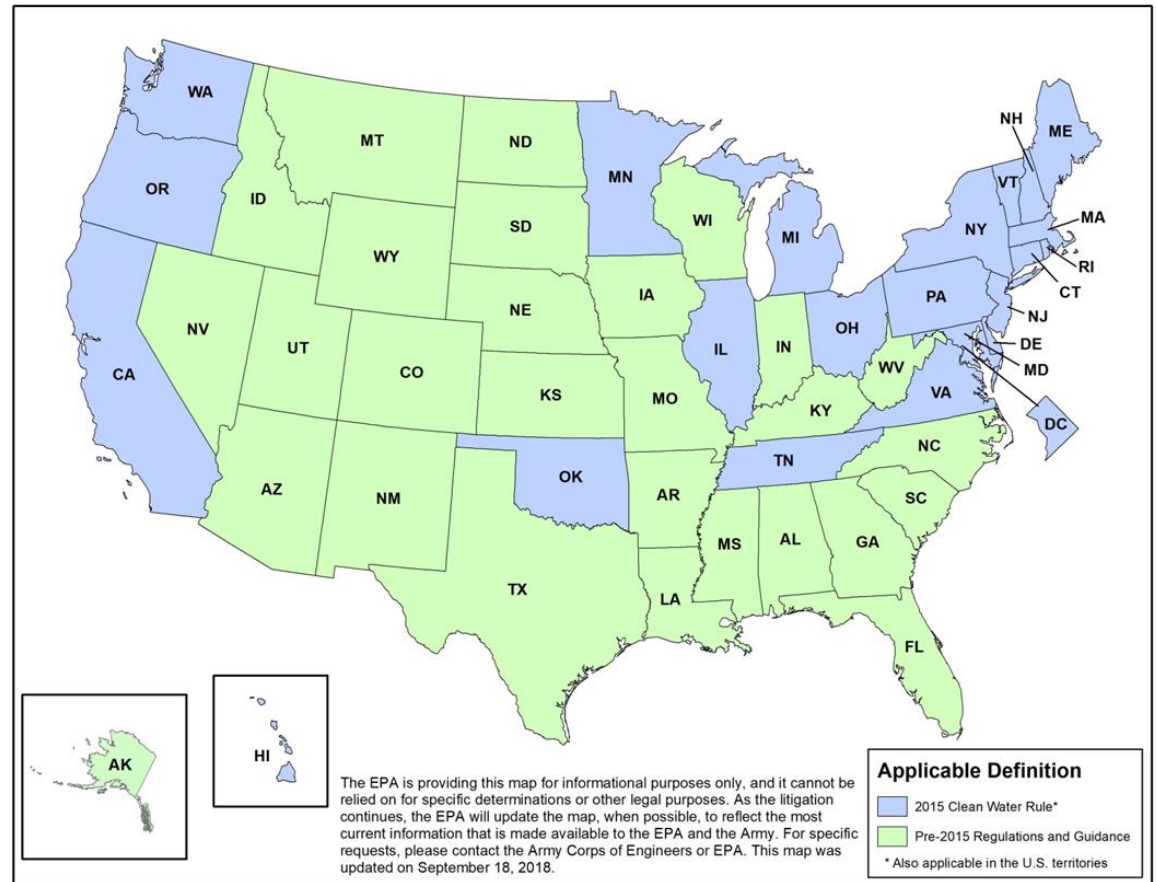 WA
MT
ND
MN
NH
ME
VT
OR
ID
SD
WI
MI
NY
MA
RI
CT
WY
IA
PA
NJ
NE
NV
UT
IL
IN
OH
DE
MD
CA
CO
KS
MO
WV
KY
VA
DC
AZ
NM
OK
TN
NC
AR
SC
MS
AL
GA
TX
LA
FL
AK
HI
The EPA is providing this map for informational purposes only, and it cannot be
relied on for specific determinations or other legal purposes. As the litigation
continues, the EPA will update the map, when possible, to reflect the most
current information that is made available to the EPA and the Army. For specific
requests, please contact the Army Corps of Engineers or EPA. This map was
updated on September 18, 2018.
Applicable Definition
2015 Clean Water Rule*
Pre-2015 Regulations and Guidance
* Also applicable in the U.S. territories